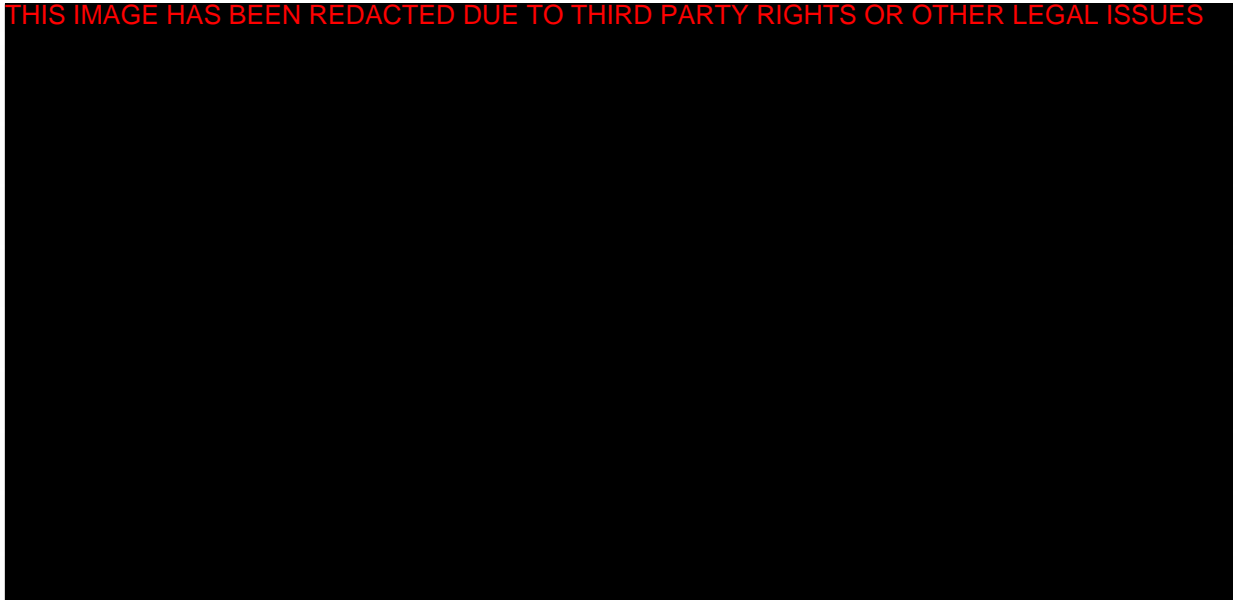 THIS IMAGE HAS BEEN REDACTED DUE TO THIRD PARTY RIGHTS OR OTHER LEGAL ISSUES